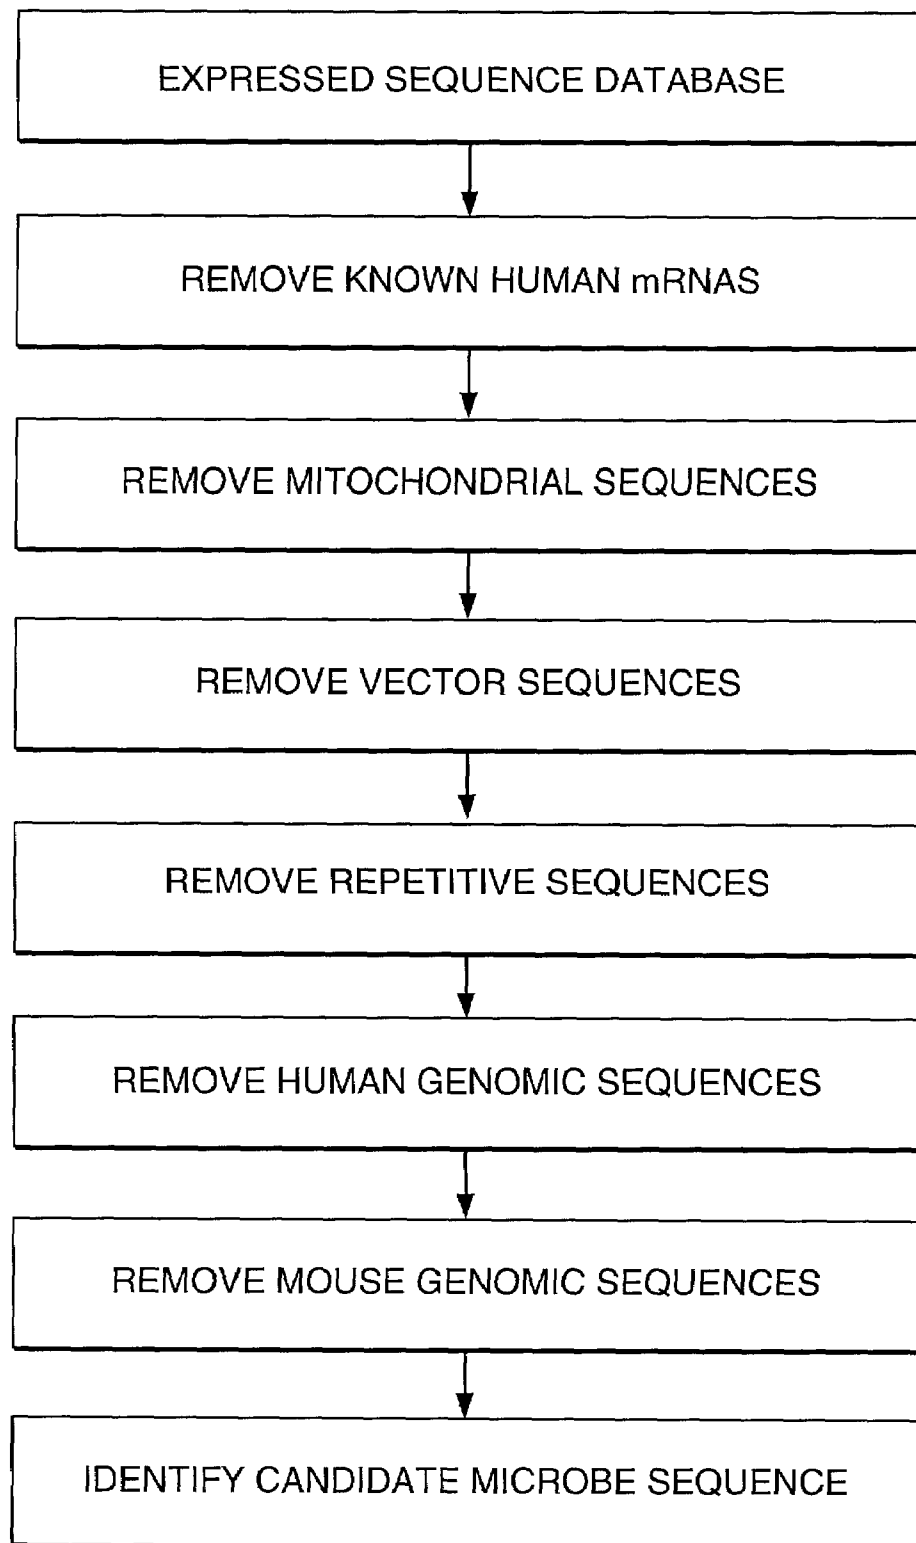 EXPRESSED SEQUENCE DATABASE
REMOVE KNOWN HUMAN mRNAS
REMOVE MITOCHONDRIAL SEQUENCES
REMOVE VECTOR SEQUENCES
REMOVE REPETITIVE SEQUENCES
REMOVE HUMAN GENOMIC SEQUENCES
REMOVE MOUSE GENOMIC SEQUENCES
IDENTIFY CANDIDATE MICROBE SEQUENCE